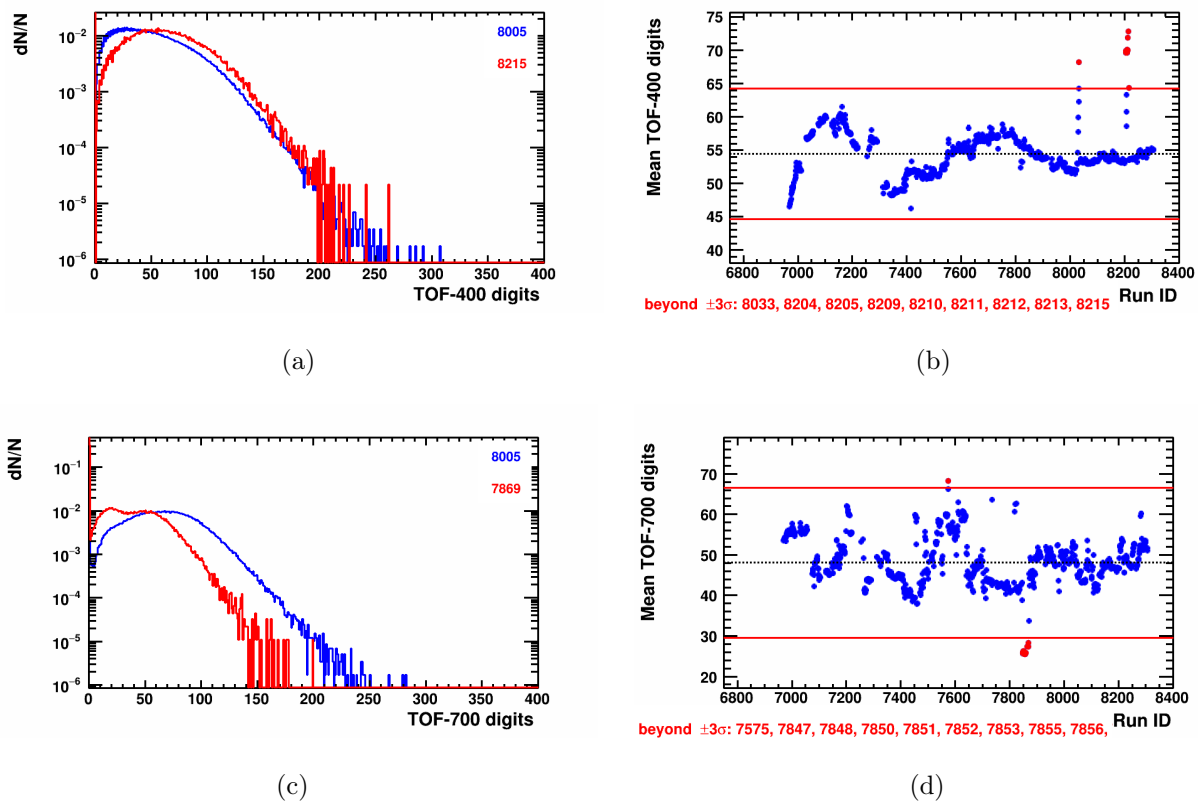 dN/N
8005
8215
10⁻²
10⁻³
10⁻⁴
10⁻⁵
10⁻⁶
0 50 100 150 200 250 300 350 400
TOF-400 digits
(a)
Mean TOF-400 digits
75
70
65
60
55
50
45
40
6800 7000 7200 7400 7600 7800 8000 8200 8400
Run ID
beyond ±3σ: 8033, 8204, 8205, 8209, 8210, 8211, 8212, 8213, 8215
(b)
dN/N
8005
7869
10⁻¹
10⁻²
10⁻³
10⁻⁴
10⁻⁵
10⁻⁶
0 50 100 150 200 250 300 350 400
TOF-700 digits
(c)
Mean TOF-700 digits
70
60
50
40
30
20
6800 7000 7200 7400 7600 7800 8000 8200 8400
Run ID
beyond ±3σ: 7575, 7847, 7848, 7850, 7851, 7852, 7853, 7855, 7856,
(d)